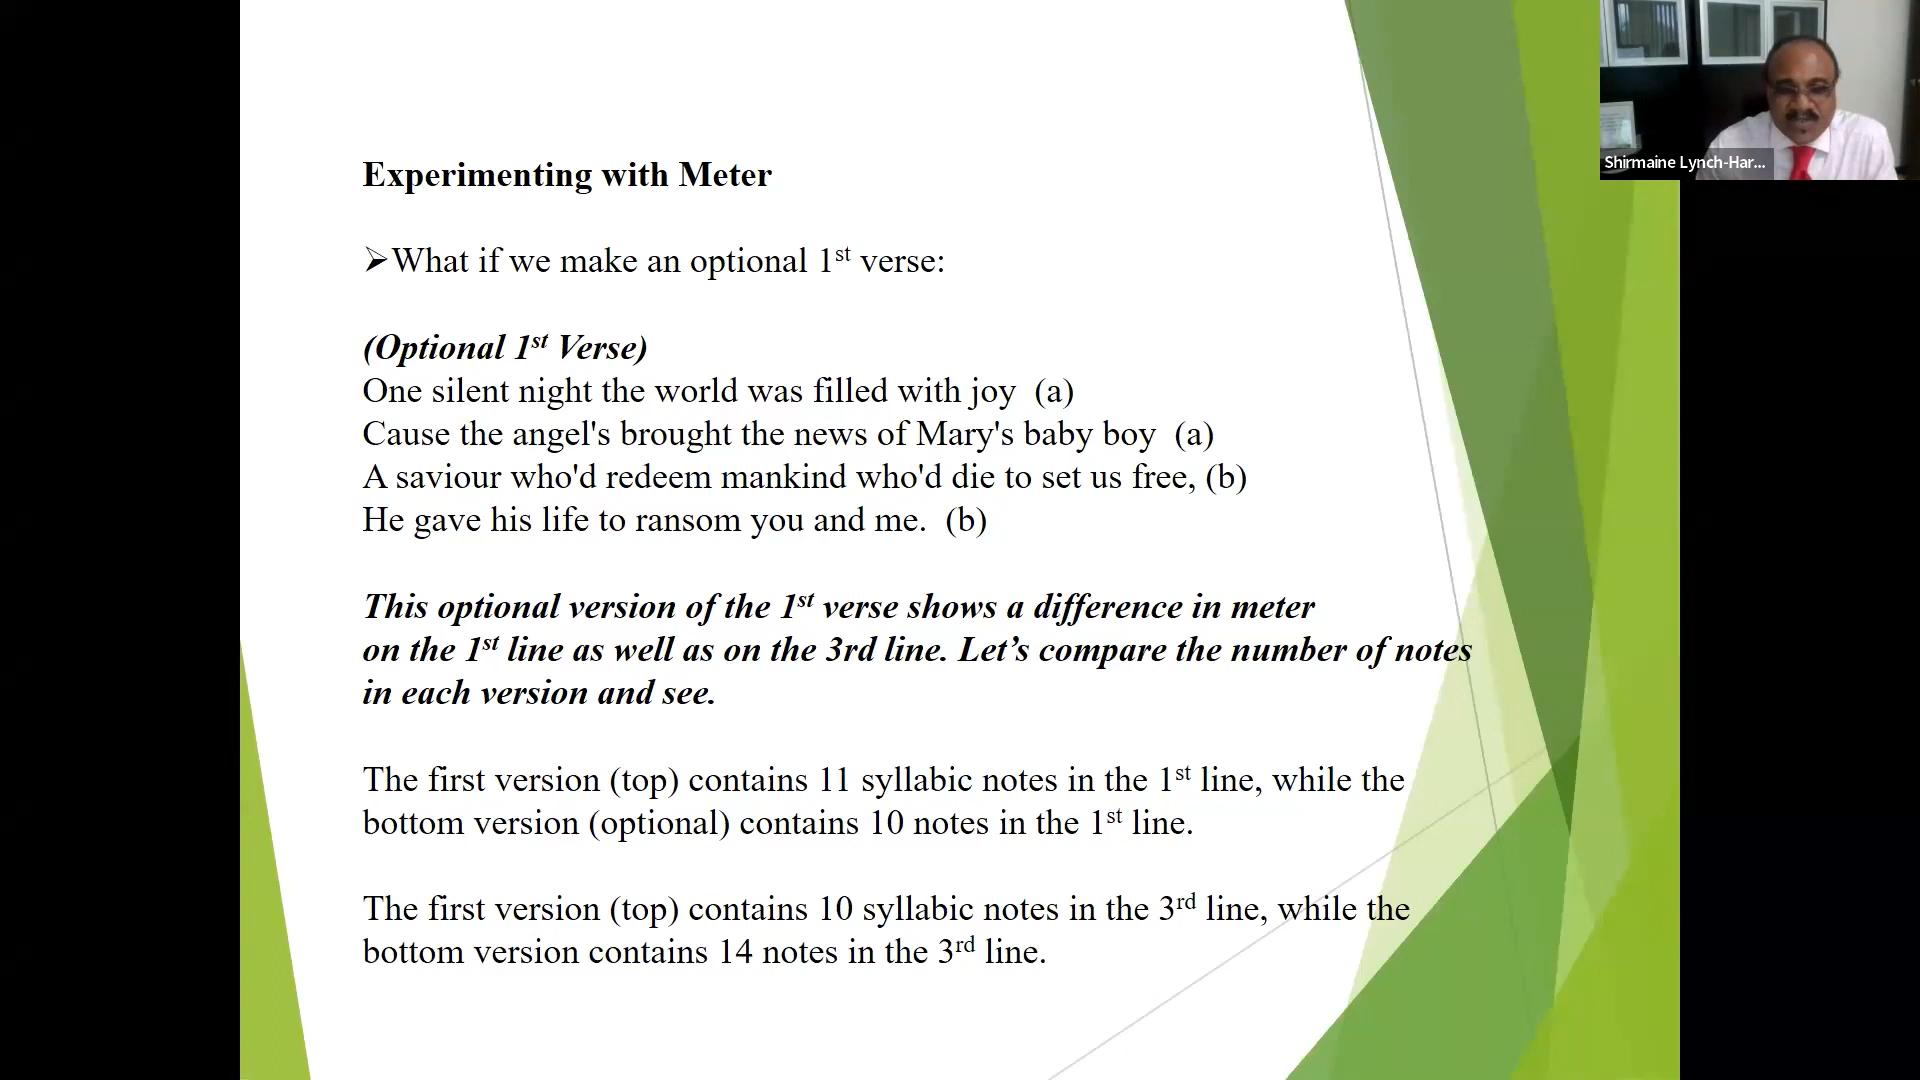 Experimenting with Meter
➢What if we make an optional 1st verse:
(Optional 1st Verse)
One silent night the world was filled with joy (a)
Cause the angel's brought the news of Mary's baby boy (a)
A saviour who'd redeem mankind who'd die to set us free, (b)
He gave his life to ransom you and me. (b)
This optional version of the 1st verse shows a difference in meter
on the 1st line as well as on the 3rd line. Let’s compare the number of notes
in each version and see.
The first version (top) contains 11 syllabic notes in the 1st line, while the
bottom version (optional) contains 10 notes in the 1st line.
The first version (top) contains 10 syllabic notes in the 3rd line, while the
bottom version contains 14 notes in the 3rd line.
Shirmaine Lynch-Har...